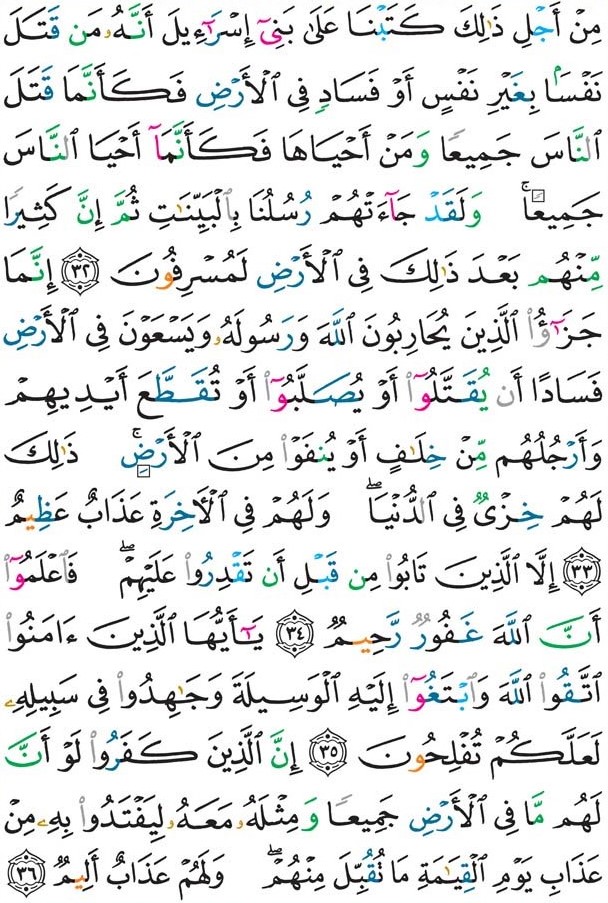 مِنْ أَجْلِ ذَٰلِكَ كَتَبْنَا عَلَىٰ بَنِىٓ إِسْرَٰٓءِيلَ أَنَّهُۥ مَن قَتَلَ
نَفْسًۢا بِغَيْرِ نَفْسٍ أَوْ فَسَادٍ فِى ٱلْأَرْضِ فَكَأَنَّمَا قَتَلَ
ٱلنَّاسَ جَمِيعًا وَمَنْ أَحْيَاهَا فَكَأَنَّمَآ أَحْيَا ٱلنَّاسَ
جَمِيعًاۚ وَلَقَدْ جَآءَتْهُمْ رُسُلُنَا بِٱلْبَيِّنَٰتِ ثُمَّ إِنَّ كَثِيرًا
مِّنْهُم بَعْدَ ذَٰلِكَ فِى ٱلْأَرْضِ لَمُسْرِفُونَ ٣٢ إِنَّمَا
جَزَٰٓؤُا۟ ٱلَّذِينَ يُحَارِبُونَ ٱللَّهَ وَرَسُولَهُۥ وَيَسْعَوْنَ فِى ٱلْأَرْضِ
فَسَادًا أَن يُقَتَّلُوٓا۟ أَوْ يُصَلَّبُوٓا۟ أَوْ تُقَطَّعَ أَيْدِيهِمْ
وَأَرْجُلُهُم مِّنْ خِلَٰفٍ أَوْ يُنفَوْا۟ مِنَ ٱلْأَرْضِۚ ذَٰلِكَ
لَهُمْ خِزْىٌ فِى ٱلدُّنْيَاۖ وَلَهُمْ فِى ٱلْءَاخِرَةِ عَذَابٌ عَظِيمٌ
٣٣ إِلَّا ٱلَّذِينَ تَابُوا۟ مِن قَبْلِ أَن تَقْدِرُوا۟ عَلَيْهِمْۖ فَٱعْلَمُوٓا۟
أَنَّ ٱللَّهَ غَفُورٌ رَّحِيمٌ ٣٤ يَٰٓأَيُّهَا ٱلَّذِينَ ءَامَنُوا۟
ٱتَّقُوا۟ ٱللَّهَ وَٱبْتَغُوٓا۟ إِلَيْهِ ٱلْوَسِيلَةَ وَجَٰهِدُوا۟ فِى سَبِيلِهِۦ
لَعَلَّكُمْ تُفْلِحُونَ ٣٥ إِنَّ ٱلَّذِينَ كَفَرُوا۟ لَوْ أَنَّ
لَهُم مَّا فِى ٱلْأَرْضِ جَمِيعًا وَمِثْلَهُۥ مَعَهُۥ لِيَفْتَدُوا۟ بِهِۦ مِنْ
عَذَابِ يَوْمِ ٱلْقِيَٰمَةِ مَا تُقُبِّلَ مِنْهُمْۖ وَلَهُمْ عَذَابٌ أَلِيمٌ ٣٦